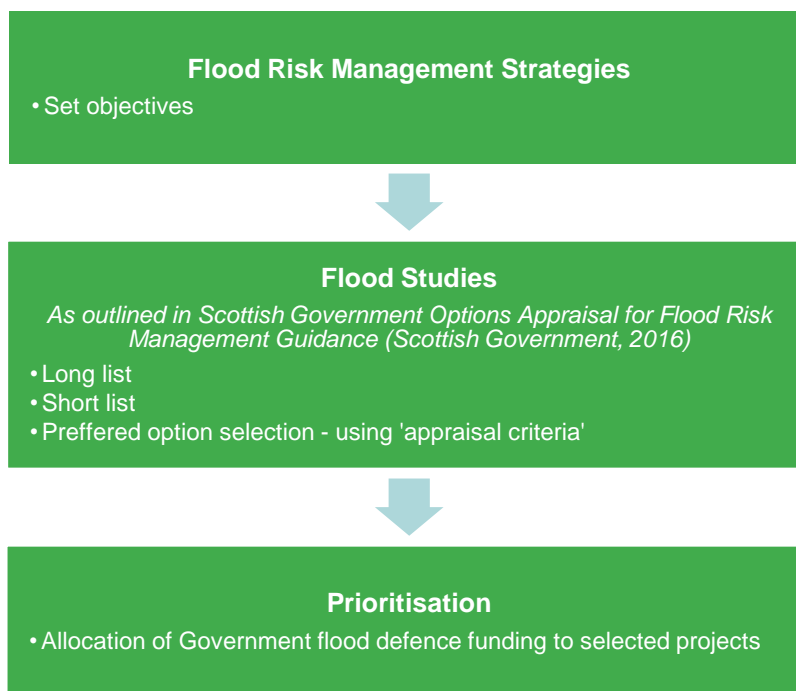 Flood Risk Management Strategies
• Set objectives
Flood Studies
As outlined in Scottish Government Options Appraisal for Flood Risk
Management Guidance (Scottish Government, 2016)
• Long list
• Short list
• Preffered option selection - using 'appraisal criteria'
Prioritisation
• Allocation of Government flood defence funding to selected projects